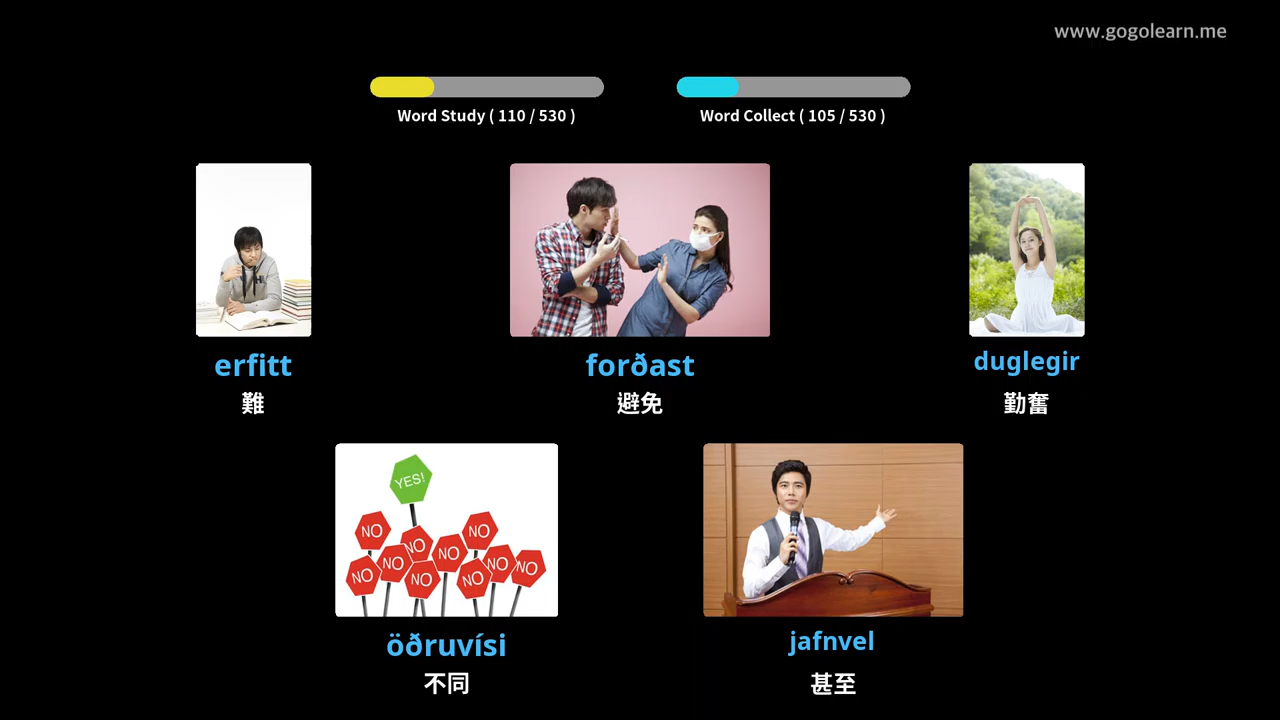 www.gogolearn.me
Word Study ( 110 / 530 )
Word Collect ( 105 / 530 )
erfitt
forðast
duglegir
難
避免
勤奮
YES!
NO
NO
NO
NO
NO
NO
NO
NO
NO
NO
öðruvísi
jafnvel
不同
甚至